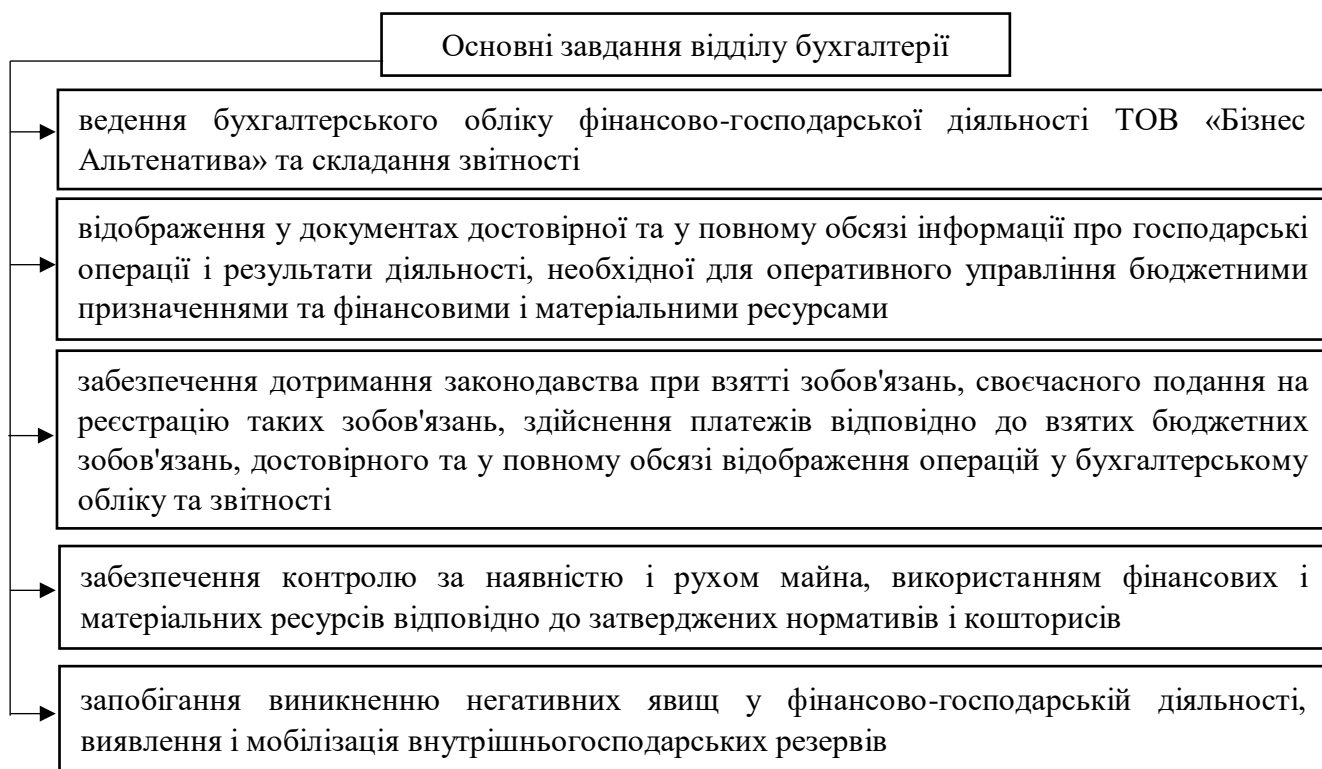 Основні завдання відділу бухгалтерії
ведення бухгалтерського обліку фінансово-господарської діяльності ТОВ «Бізнес
Альтенатива» та складання звітності
відображення у документах достовірної та у повному обсязі інформації про господарські
операції і результати діяльності, необхідної для оперативного управління бюджетними
призначеннями та фінансовими і матеріальними ресурсами
забезпечення дотримання законодавства при взятті зобов'язань, своєчасного подання на
реєстрацію таких зобов'язань, здійснення платежів відповідно до взятих бюджетних
зобов'язань, достовірного та у повному обсязі відображення операцій у бухгалтерському
обліку та звітності
забезпечення контролю за наявністю і рухом майна, використанням фінансових і
матеріальних ресурсів відповідно до затверджених нормативів і кошторисів
запобігання виникненню негативних явищ у фінансово-господарській діяльності,
виявлення і мобілізація внутрішньогосподарських резервів